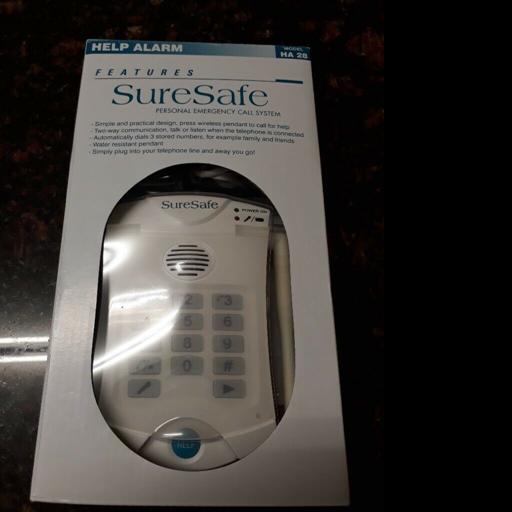 HELP ALARM
MODEL
HA 28
FEATURES
SureSafe
PERSONAL EMERGENCY CALL SYSTEM
- Simple and practical design, press wireless pendant to call for help
- Two-way communication, talk or listen when the telephone is connected
- Automatically dials 3 stored numbers, for example family and friends
- Water resistant pendant
- Simply plug into your telephone line and away you go!
SureSafe
POWER ON
2 3
5 6
8 9
0 #
HELP